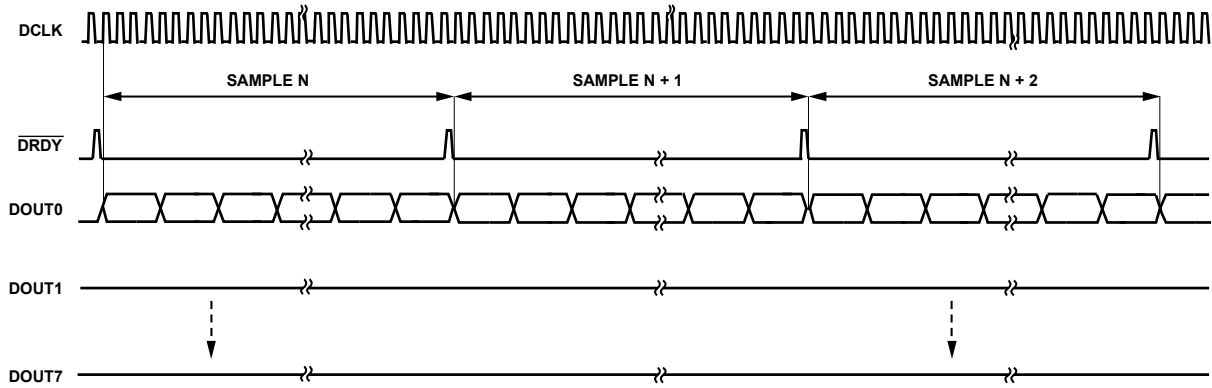 DCLK
SAMPLE N
SAMPLE N + 1
SAMPLE N + 2
DRDY
DOUT0
DOUT1
DOUT7